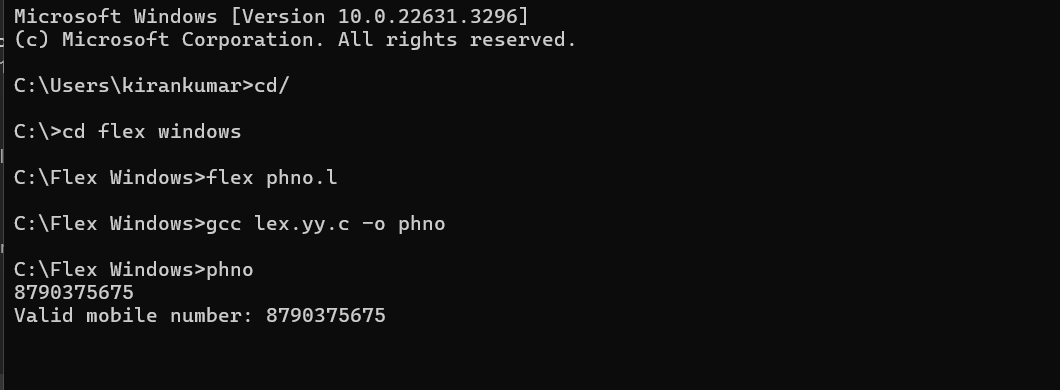 Microsoft Windows [Version 10.0.22631.3296]
(c) Microsoft Corporation. All rights reserved.
C:\Users\kirankumar>cd/
C:\>cd flex windows
C:\Flex Windows>flex phno.l
C:\Flex Windows>gcc lex.yy.c -o phno
C:\Flex Windows>phno
8790375675
Valid mobile number: 8790375675